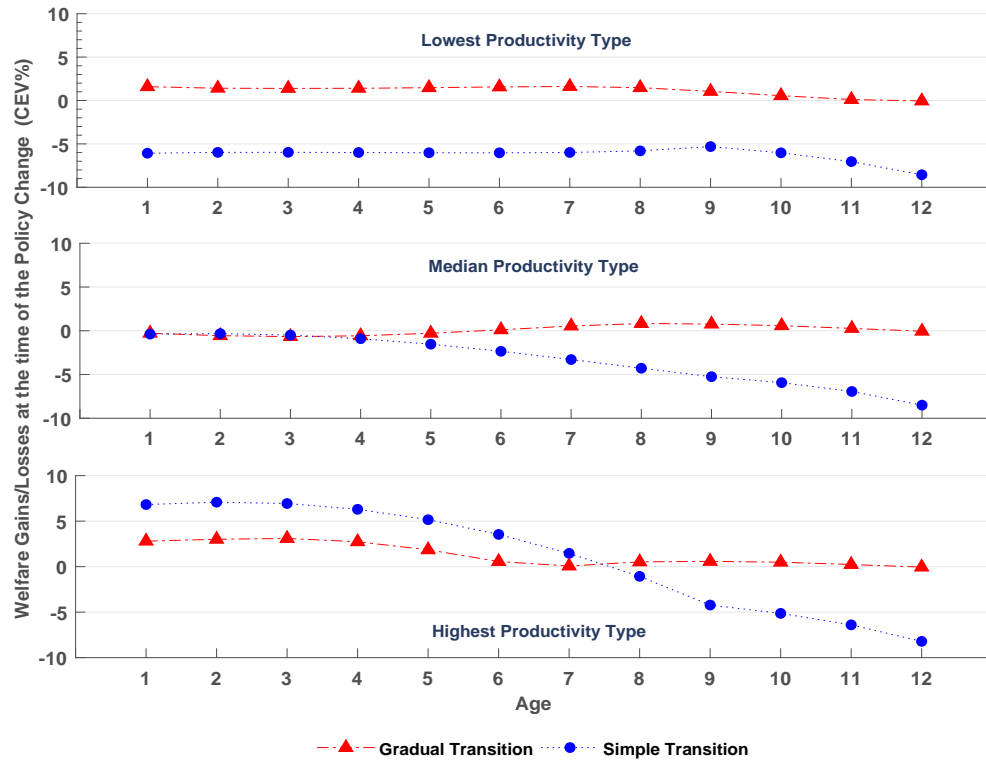 Welfare Gains/Losses at the time of the Policy Change (CEV%)
Lowest Productivity Type
10
5
0
-5
-10
1 2 3 4 5 6 7 8 9 10 11 12
Median Productivity Type
10
5
0
-5
-10
1 2 3 4 5 6 7 8 9 10 11 12
10
5
0
-5
-10
Highest Productivity Type
1 2 3 4 5 6 7 8 9 10 11 12
Age
Gradual Transition Simple Transition